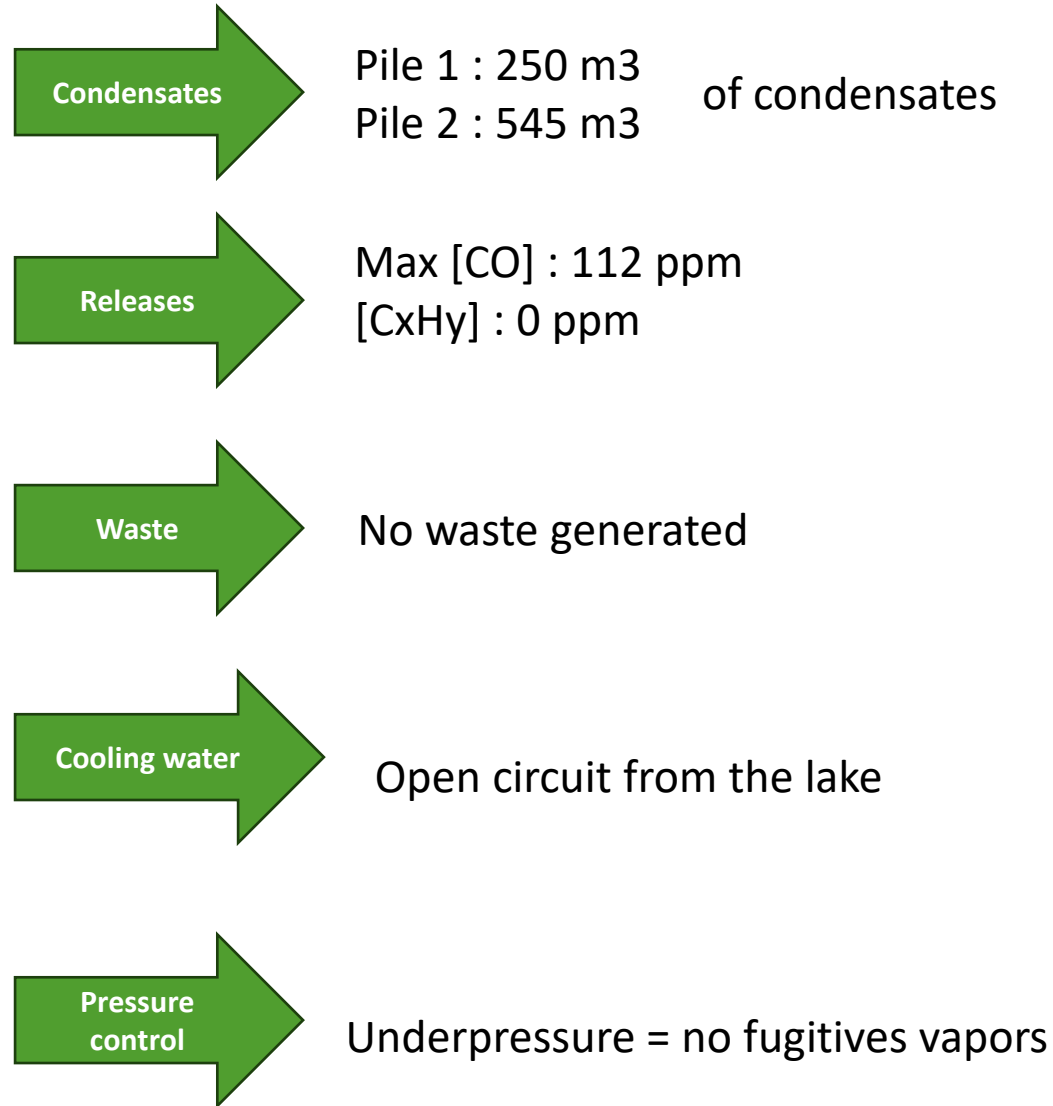 Condensates
Pile 1 : 250 m3
Pile 2 : 545 m3
of condensates
Releases
Max [CO] : 112 ppm
[CxHy] : 0 ppm
Waste
No waste generated
Cooling water
Open circuit from the lake
Pressure
control
Underpressure = no fugitives vapors